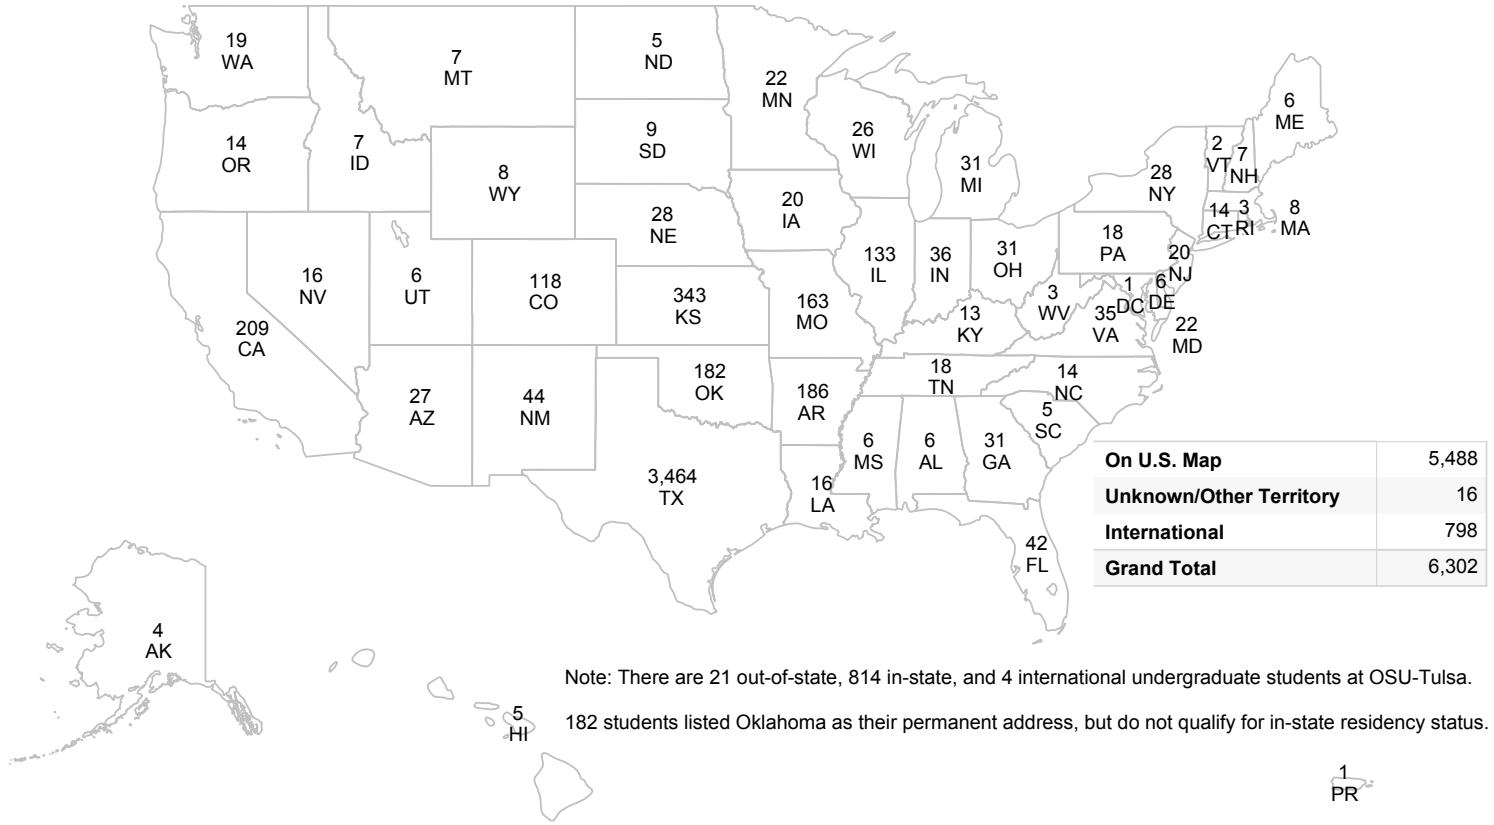 19
WA
7
MT
5
ND
22
MN
6
ME
14
OR
7
ID
8
WY
9
SD
26
WI
31
MI
28
NY
2
VT
7
NH
20
IA
28
NE
14
CT
3
RI
8
MA
16
NV
6
UT
118
CO
343
KS
163
MO
133
IL
36
IN
31
OH
18
PA
20
NJ
209
CA
3
WV
35
VA
1
DC
6
DE
22
MD
13
KY
27
AZ
44
NM
182
OK
186
AR
18
TN
14
NC
5
SC
3,464
TX
16
LA
6
MS
6
AL
31
GA
42
FL
On U.S. Map 5,488
Unknown/Other Territory 16
International 798
Grand Total 6,302
4
AK
5
HI
Note: There are 21 out-of-state, 814 in-state, and 4 international undergraduate students at OSU-Tulsa.
182 students listed Oklahoma as their permanent address, but do not qualify for in-state residency status.
1
PR